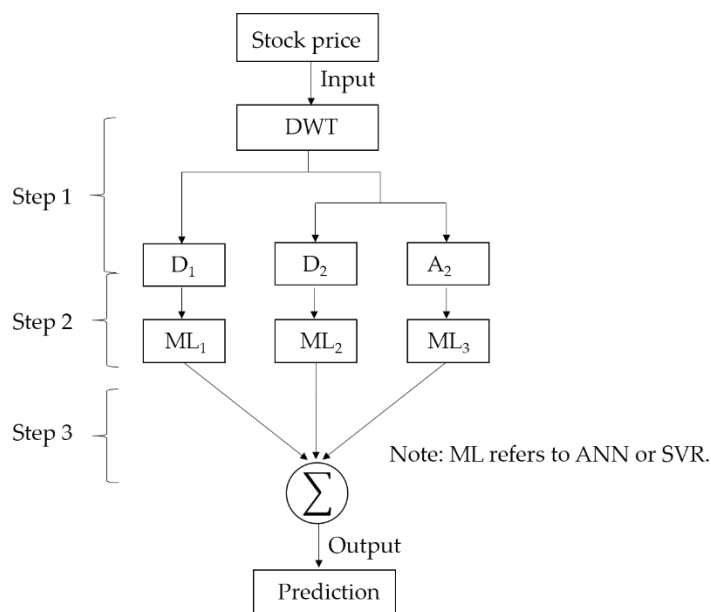 Stock price
Input
DWT
Step 1
D₁
D₂
A₂
Step 2
ML₁
ML₂
ML₃
Step 3
Note: ML refers to ANN or SVR.
∑
Output
Prediction